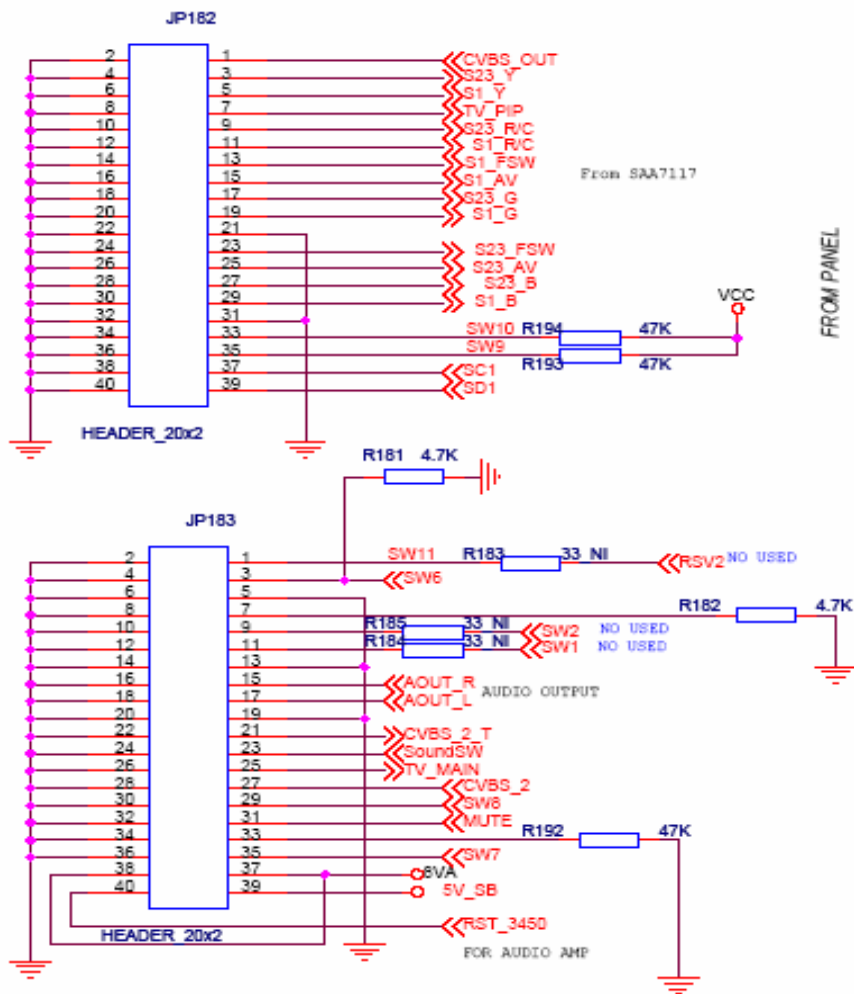 JP182
2 1 CVBS_OUT
4 3 S23_Y
6 5 S1_Y
8 7 TV_PIP
10 9 S23_R/C
12 11 S1_R/C
14 13 S1_FSW
16 15 S1_AV
From SAA7117
18 17 S23_G
20 19 S1_G
22 21
24 23 S23_FSW
26 25 S23_AV
28 27 S23_B
30 29 S1_B
VCC
FROM PANEL
32 31
34 33 SW10 R194 47K
36 35 SW9 R193 47K
38 37 SC1
40 39 SD1
HEADER_20x2
R181 4.7K
JP183
2 1 SW11 R183 33_NI RSV2 NO USED
4 3 SW6
6 5
8 7 R182 4.7K
10 9 R185 33_NI SW2 NO USED
12 11 R184 33_NI SW1 NO USED
14 13
16 15 AOUT_R
AUDIO OUTPUT
18 17 AOUT_L
20 19
22 21 CVBS_2_T
24 23 SoundSW
26 25 TV_MAIN
28 27 CVBS_2
30 29 SW8
32 31 MUTE
34 33 R192 47K
36 35 SW7
38 37 8VA
40 39 5V_SB
RST_3450
HEADER_20x2
FOR AUDIO AMP